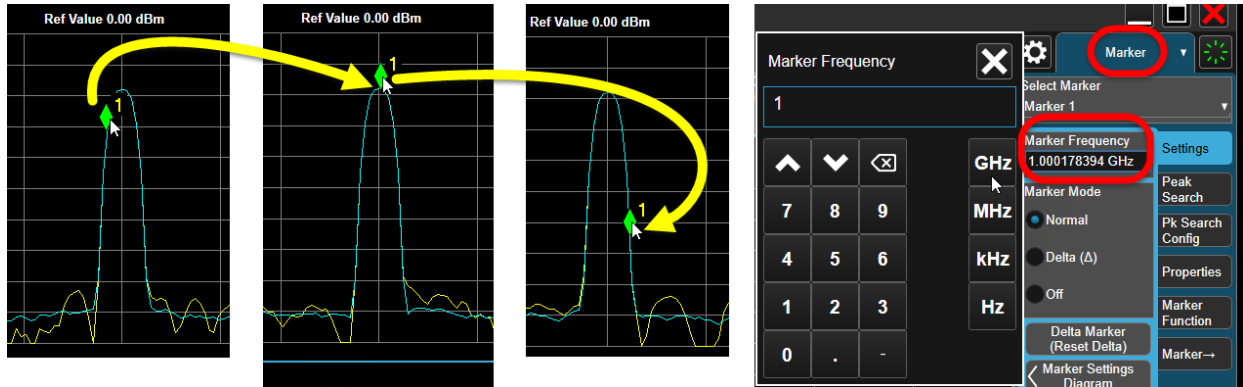 Ref Value 0.00 dBm
1
Ref Value 0.00 dBm
1
Ref Value 0.00 dBm
1
Marker Frequency
1
GHz
7 8 9 MHz
4 5 6 kHz
1 2 3 Hz
0 . -
Marker
Select Marker
Marker 1
Marker Frequency
1.000178394 GHz
Marker Mode
Normal
Delta (Δ)
Off
Delta Marker
(Reset Delta)
Marker Settings
Diagram
Settings
Peak
Search
Pk Search
Config
Properties
Marker
Function
Marker→